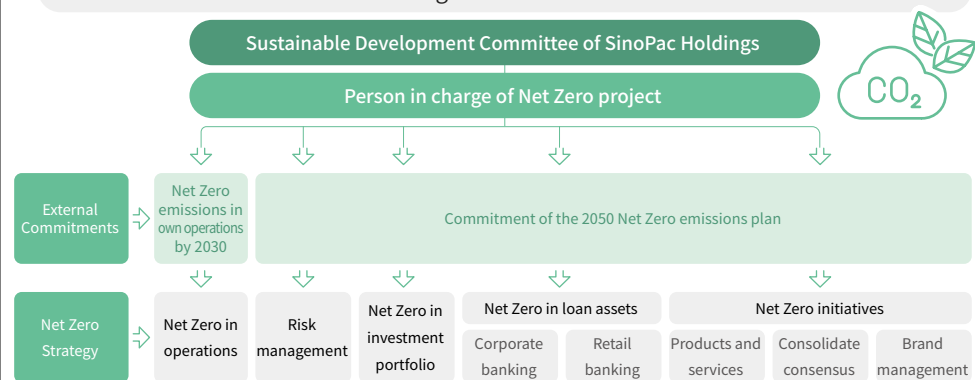 Sustainable Development Committee of SinoPac Holdings
Person in charge of Net Zero project
CO2
External
Commitments
Net Zero
emissions in
own operations
by 2030
Commitment of the 2050 Net Zero emissions plan
Net Zero
Strategy
Net Zero in
operations
Risk
management
Net Zero in
investment
portfolio
Net Zero in loan assets
Corporate
banking
Retail
banking
Net Zero initiatives
Products and
services
Consolidate
consensus
Brand
management